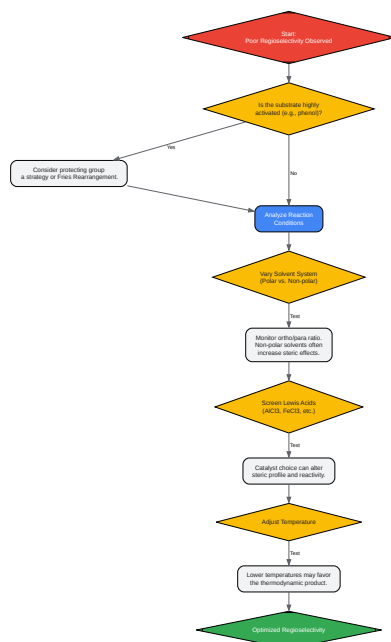 Start:
Poor Regioselectivity Observed
Is the substrate highly
activated (e.g., phenol)?
Yes
Consider protecting group
a strategy or Fries Rearrangement.
No
Analyze Reaction
Conditions
Vary Solvent System
(Polar vs. Non-polar)
Test
Monitor ortho/para ratio.
Non-polar solvents often
increase steric effects.
Screen Lewis Acids
(AlCl3, FeCl3, etc.)
Test
Catalyst choice can alter
steric profile and reactivity.
Adjust Temperature
Test
Lower temperatures may favor
the thermodynamic product.
Optimized Regioselectivity